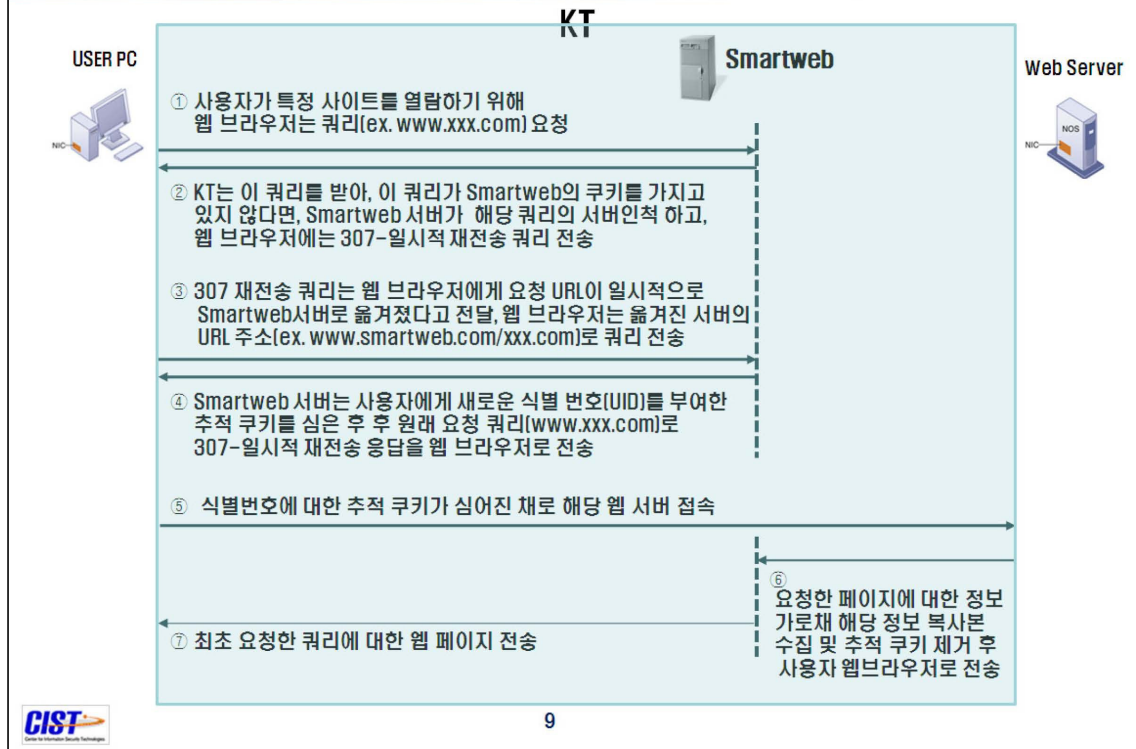 KT
USER PC
Smartweb
Web Server
NIC
NOS
NIC
① 사용자가 특정 사이트를 열람하기 위해
웹 브라우저는 쿼리(ex. www.xxx.com) 요청
② KT는 이 쿼리를 받아, 이 쿼리가 Smartweb의 쿠키를 가지고
있지 않다면, Smartweb 서버가 해당 쿼리의 서버인척 하고,
웹 브라우저에는 307-일시적 재전송 쿼리 전송
③ 307 재전송 쿼리는 웹 브라우저에게 요청 URL이 일시적으로
Smartweb서버로 옮겨졌다고 전달, 웹 브라우저는 옮겨진 서버의
URL 주소(ex. www.smartweb.com/xxx.com)로 쿼리 전송
④ Smartweb 서버는 사용자에게 새로운 식별 번호(UID)를 부여한
추적 쿠키를 심은 후 후 원래 요청 쿼리(www.xxx.com)로
307-일시적 재전송 응답을 웹 브라우저로 전송
⑤ 식별번호에 대한 추적 쿠키가 심어진 채로 해당 웹 서버 접속
⑥
요청한 페이지에 대한 정보
가로채 해당 정보 복사본
수집 및 추적 쿠키 제거 후
사용자 웹브라우저로 전송
⑦ 최초 요청한 쿼리에 대한 웹 페이지 전송
CIST
Center for Information Security Technologies
9